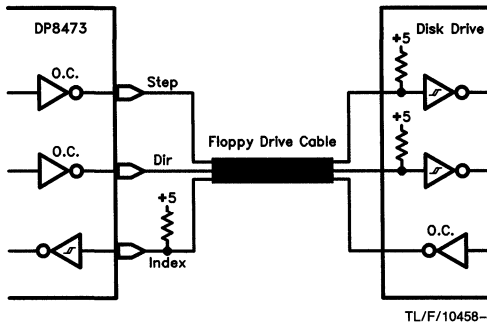 DP8473
Disk Drive
+5
O.C.
Step
+5
Floppy Drive Cable
O.C.
Dir
+5
O.C.
Index
TL/F/10458-